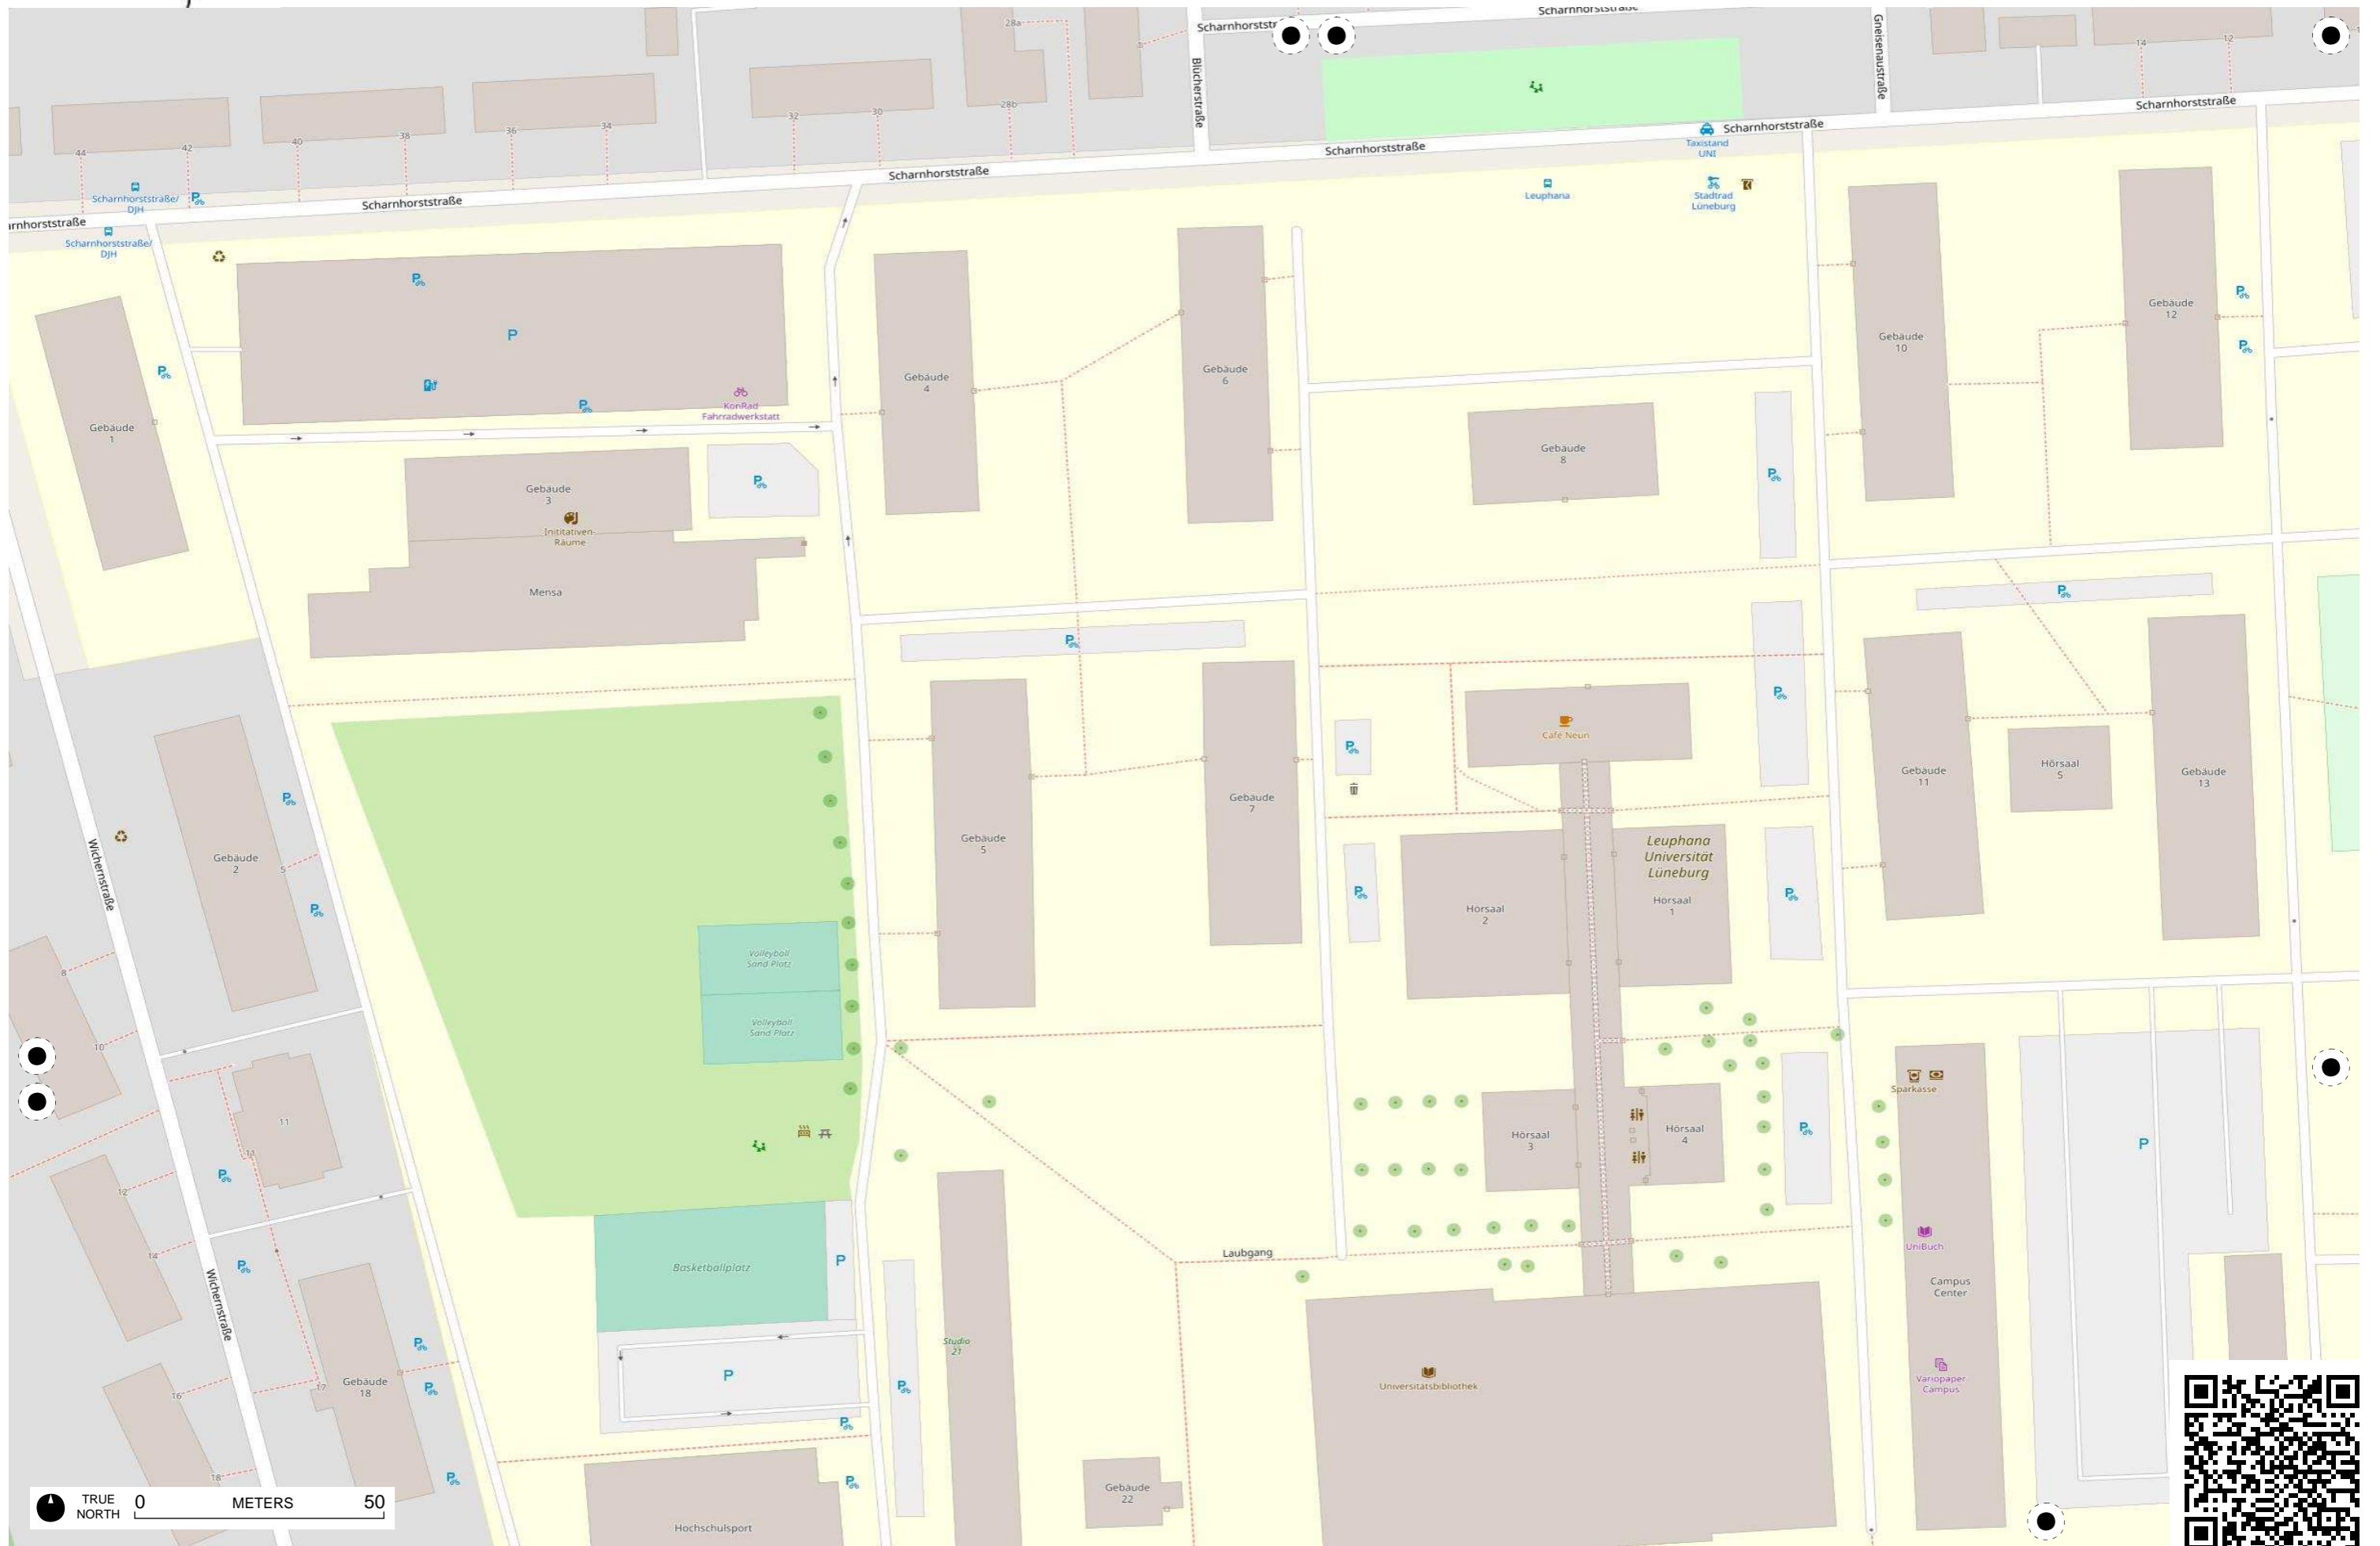 Scharnhorststraße
Scharnhorststraße
28a
14
12
Gneisenaustraße
Blücherstraße
28b
32
30
36
34
40
38
44
42
Scharnhorststraße
Scharnhorststraße
Taxistand
UNI
Scharnhorststraße
Scharnhorststraße
Scharnhorststraße/
DJH
Scharnhorststraße
Leuphana
Stadtrad
Lüneburg
Scharnhorststraße/
DJH
P
P
P
KonRad
Fahrradwerkstatt
P
P
Gebäude
1
Gebäude
4
Gebäude
6
Gebäude
10
Gebäude
12
P
P
Gebäude
3
Inititativen-
Räume
P
Gebäude
8
P
Mensa
P
P
P
P
Café Neun
Gebäude
7
Gebäude
5
Gebäude
11
Hörsaal
5
Gebäude
13
P
Gebäude
2
5
P
Wichernstraße
Leuphana
Universität
Lüneburg
Hörsaal
1
Hörsaal
2
P
P
Volleyball
Sand Platz
Volleyball
Sand Platz
8
10
11
11
12
P
14
P
Hörsaal
3
Hörsaal
4
P
Sparkasse
P
UniBuch
Campus
Center
Variopaper
Campus
Laubgang
Basketballplatz
P
P
P
P
P
Studio
21
Universitätsbibliothek
Wichernstraße
Gebäude
18
17
16
18
P
P
P
Hochschulsport
Gebäude
22
TRUE
NORTH
0
METERS
50